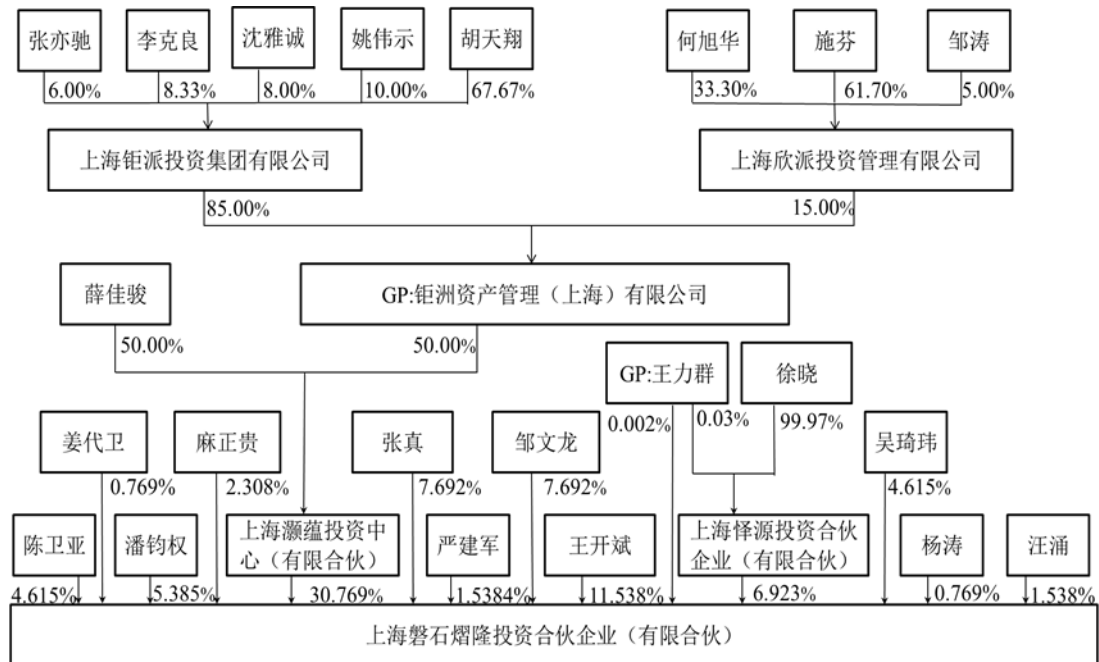 张亦驰
李克良
沈雅诚
姚伟示
胡天翔
何旭华
施芬
邹涛
6.00%
8.33%
8.00%
10.00%
67.67%
33.30%
61.70%
5.00%
上海钜派投资集团有限公司
上海欣派投资管理有限公司
85.00%
15.00%
薛佳骏
GP:钜洲资产管理（上海）有限公司
50.00%
50.00%
GP:王力群
徐晓
0.002%
0.03%
99.97%
姜代卫
麻正贵
张真
邹文龙
吴琦玮
0.769%
2.308%
7.692%
7.692%
4.615%
陈卫亚
潘钧权
上海灏蕴投资中
心（有限合伙）
严建军
王开斌
上海怿源投资合伙
企业（有限合伙）
杨涛
汪涌
4.615%
5.385%
30.769%
1.5384%
11.538%
6.923%
0.769%
1.538%
上海磐石熠隆投资合伙企业（有限合伙）